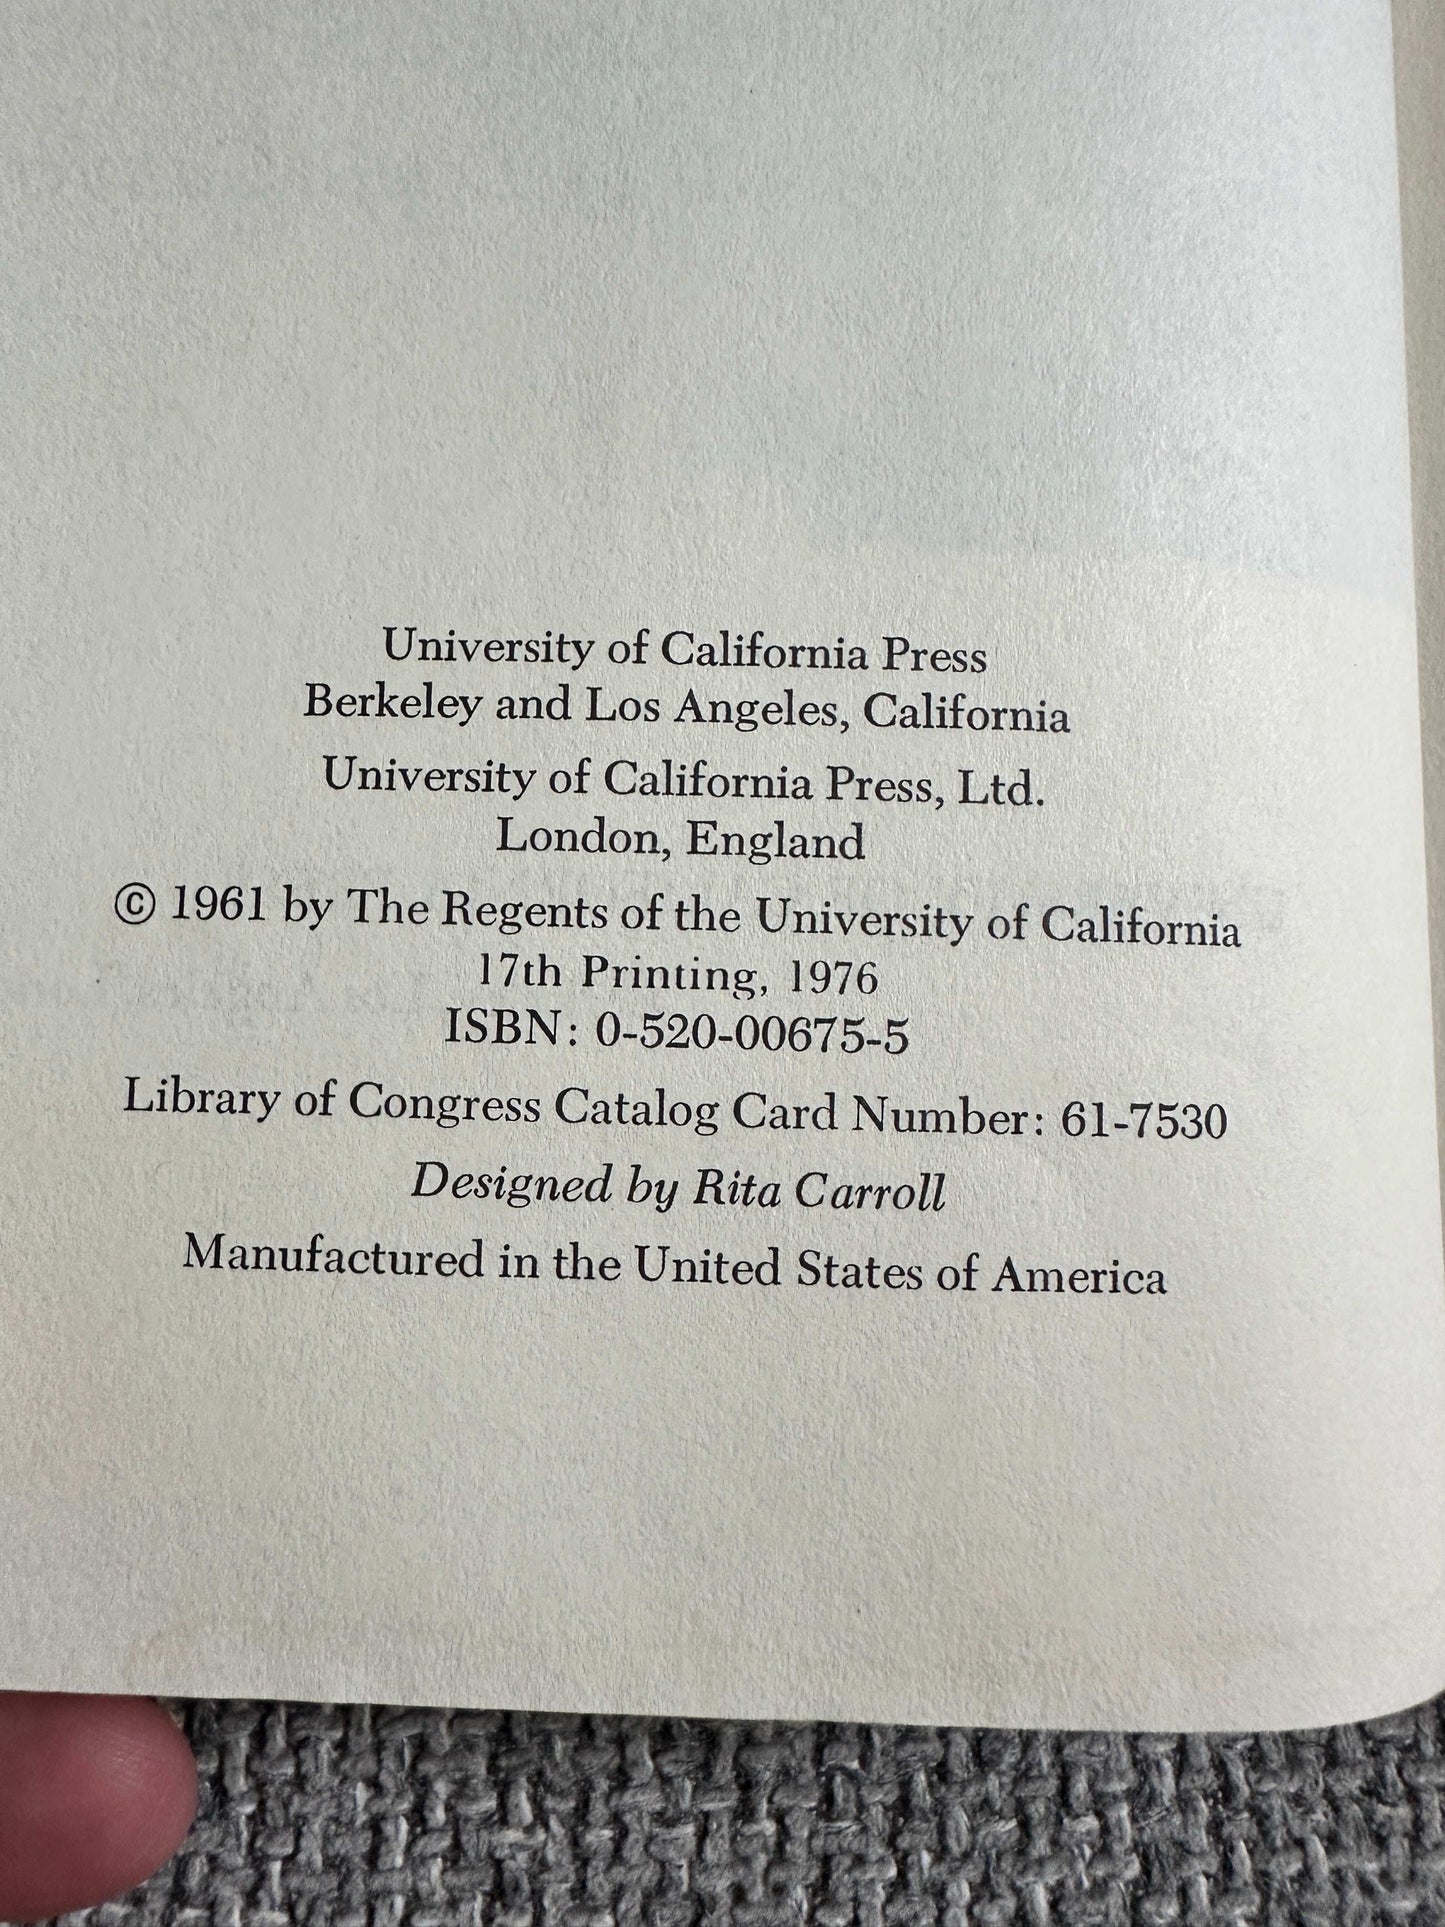 University of California Press
Berkeley and Los Angeles, California
University of California Press, Ltd.
London, England
© 1961 by The Regents of the University of California
17th Printing, 1976
ISBN: 0-520-00675-5
Library of Congress Catalog Card Number: 61-7530
Designed by Rita Carroll
Manufactured in the United States of America